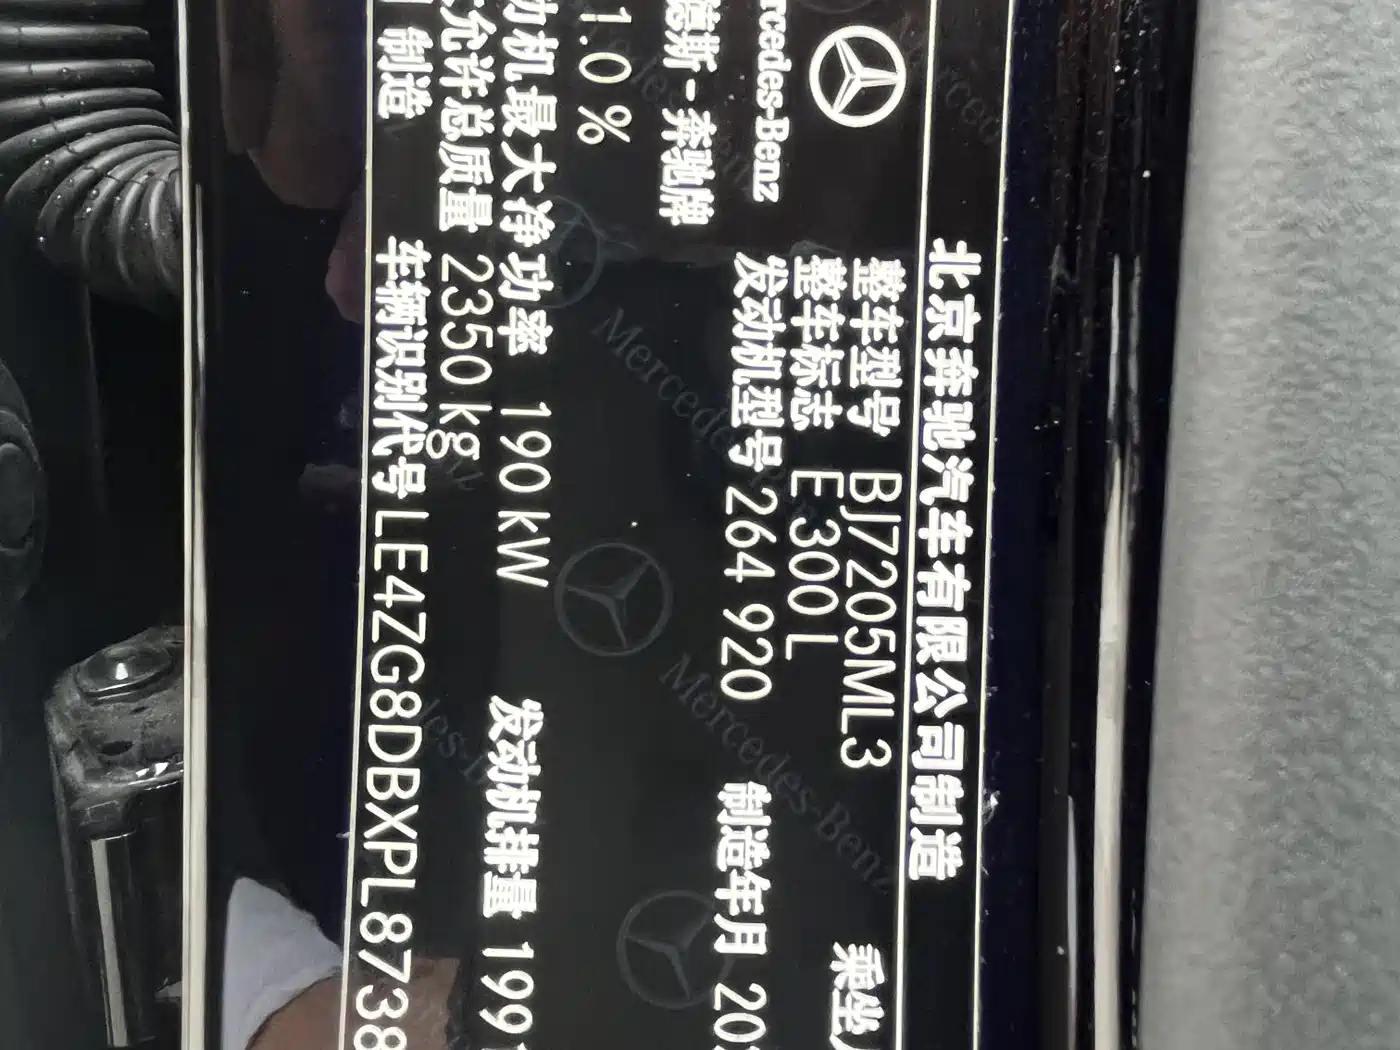 北京奔驰汽车有限公司制造
Mercedes-Benz
德斯-奔驰牌
整车型号 BJ7205ML3
乘坐
整车标志 E 300 L
发动机型号 264 920
制造年月 20
1.0 %
动机最大净功率 190 kW
发动机排量 199
允许总质量 2350 kg
制造
车辆识别代号 LE4ZG8DBXPL8738
Mercedes-Benz
Mercedes-Benz